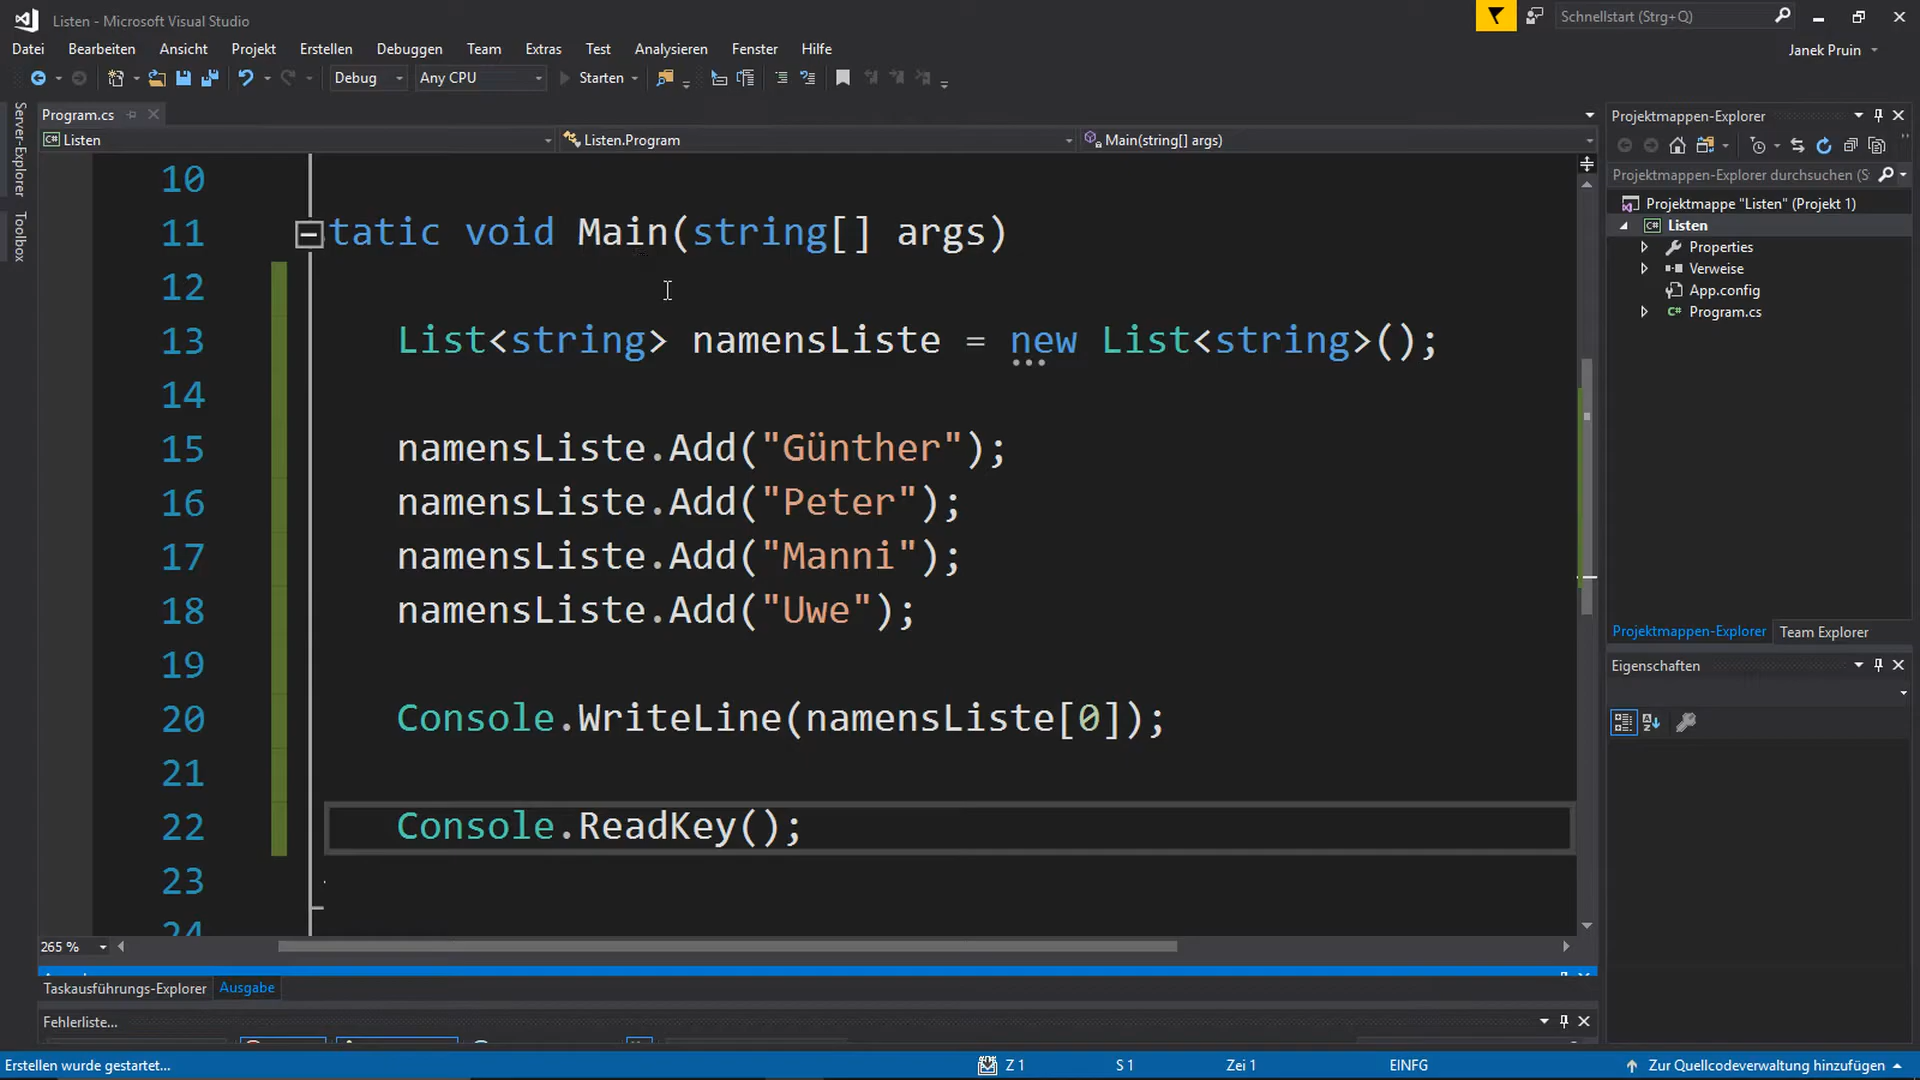 Listen - Microsoft Visual Studio
Schnellstart (Strg+Q)
Datei Bearbeiten Ansicht Projekt Erstellen Debuggen Team Extras Test Analysieren Fenster Hilfe
Janek Pruin
Debug Any CPU Starten
Server-Explorer
Toolbox
Program.cs
Listen Listen.Program Main(string[] args)
10
11 tatic void Main(string[] args)
12
13 List<string> namensListe = new List<string>();
14
15 namensListe.Add("Günther");
16 namensListe.Add("Peter");
17 namensListe.Add("Manni");
18 namensListe.Add("Uwe");
19
20 Console.WriteLine(namensListe[0]);
21
22 Console.ReadKey();
23
24
265 %
Projektmappen-Explorer
Projektmappen-Explorer durchsuchen (S
Projektmappe "Listen" (Projekt 1)
Listen
Properties
Verweise
App.config
Program.cs
Projektmappen-Explorer Team Explorer
Eigenschaften
Taskausführungs-Explorer Ausgabe
Fehlerliste...
Erstellen wurde gestartet... Z 1 S 1 Zei 1 EINFG Zur Quellcodeverwaltung hinzufügen